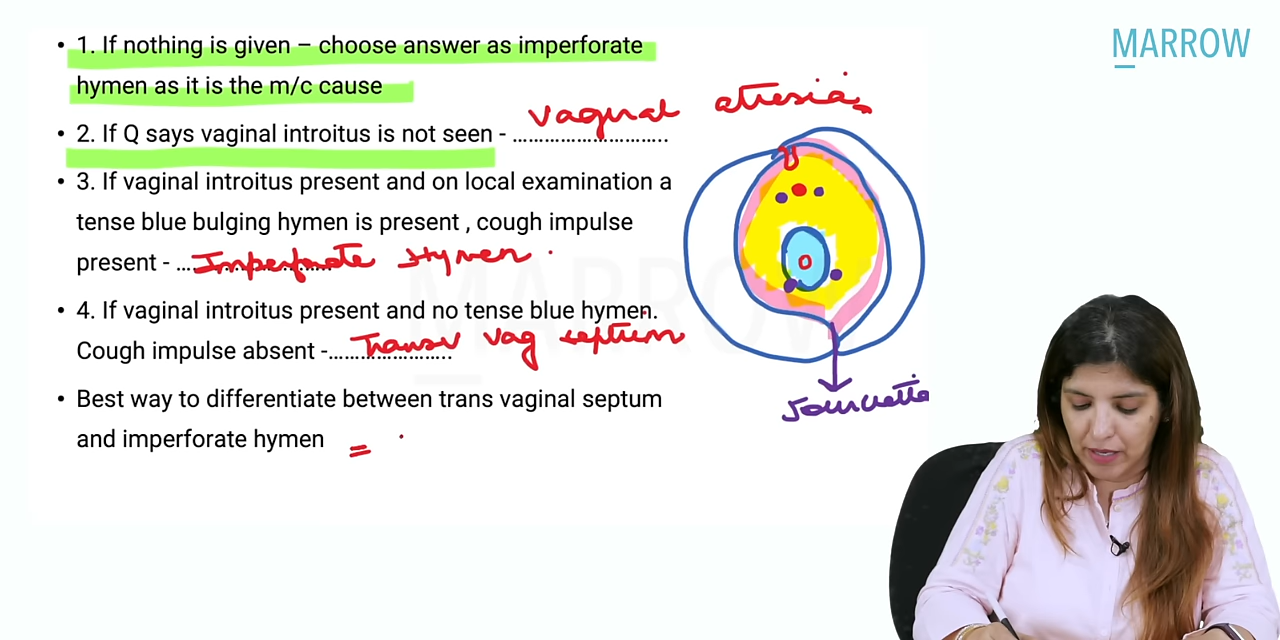 MARROW
• 1. If nothing is given – choose answer as imperforate
hymen as it is the m/c cause
• 2. If Q says vaginal introitus is not seen - ……………………….. vaginal atresia
• 3. If vaginal introitus present and on local examination a
tense blue bulging hymen is present , cough impulse
present - ……………………. Imperforate Hymen
• 4. If vaginal introitus present and no tense blue hymen.
Cough impulse absent -………………….. Transv vag septum
• Best way to differentiate between trans vaginal septum
and imperforate hymen =
MARROW